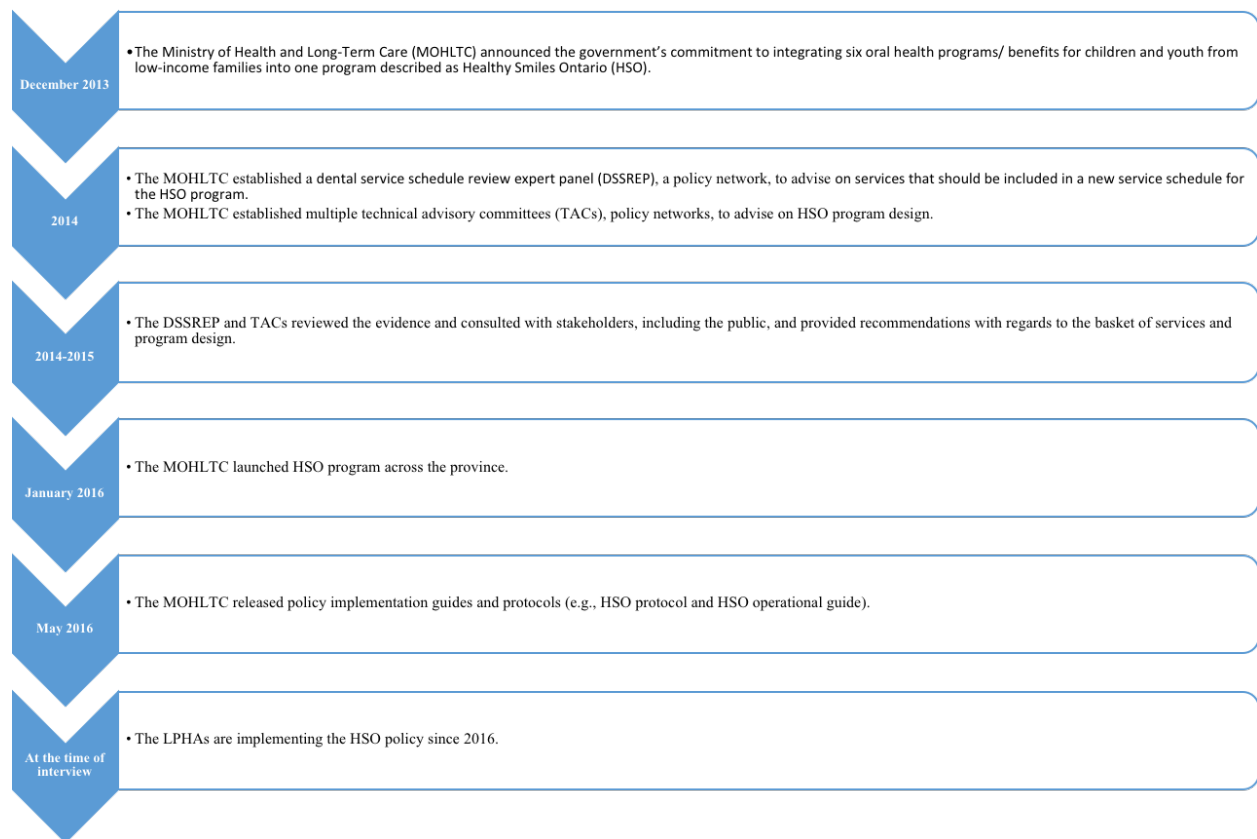 December 2013
•The Ministry of Health and Long-Term Care (MOHLTC) announced the government’s commitment to integrating six oral health programs/ benefits for children and youth from
low-income families into one program described as Healthy Smiles Ontario (HSO).
2014
• The MOHLTC established a dental service schedule review expert panel (DSSREP), a policy network, to advise on services that should be included in a new service schedule for
the HSO program.
• The MOHLTC established multiple technical advisory committees (TACs), policy networks, to advise on HSO program design.
2014-2015
• The DSSREP and TACs reviewed the evidence and consulted with stakeholders, including the public, and provided recommendations with regards to the basket of services and
program design.
January 2016
• The MOHLTC launched HSO program across the province.
May 2016
• The MOHLTC released policy implementation guides and protocols (e.g., HSO protocol and HSO operational guide).
At the time of
interview
• The LPHAs are implementing the HSO policy since 2016.